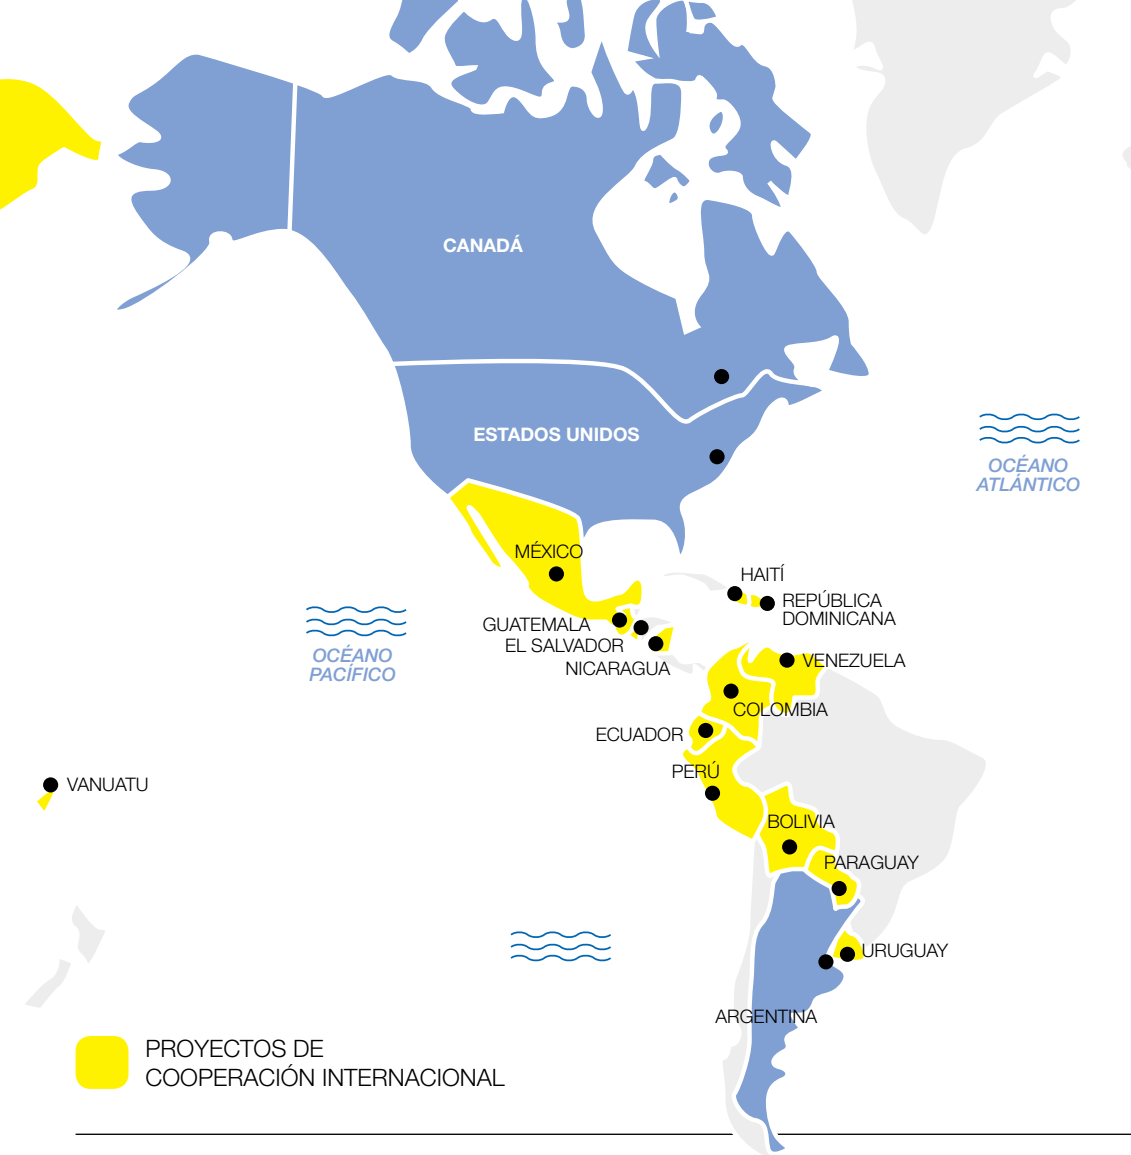 CANADÁ
ESTADOS UNIDOS
OCÉANO
ATLÁNTICO
MÉXICO
HAITÍ
REPÚBLICA
DOMINICANA
GUATEMALA
EL SALVADOR
NICARAGUA
OCÉANO
PACÍFICO
VENEZUELA
COLOMBIA
ECUADOR
PERÚ
VANUATU
BOLIVIA
PARAGUAY
URUGUAY
ARGENTINA
PROYECTOS DE
COOPERACIÓN INTERNACIONAL